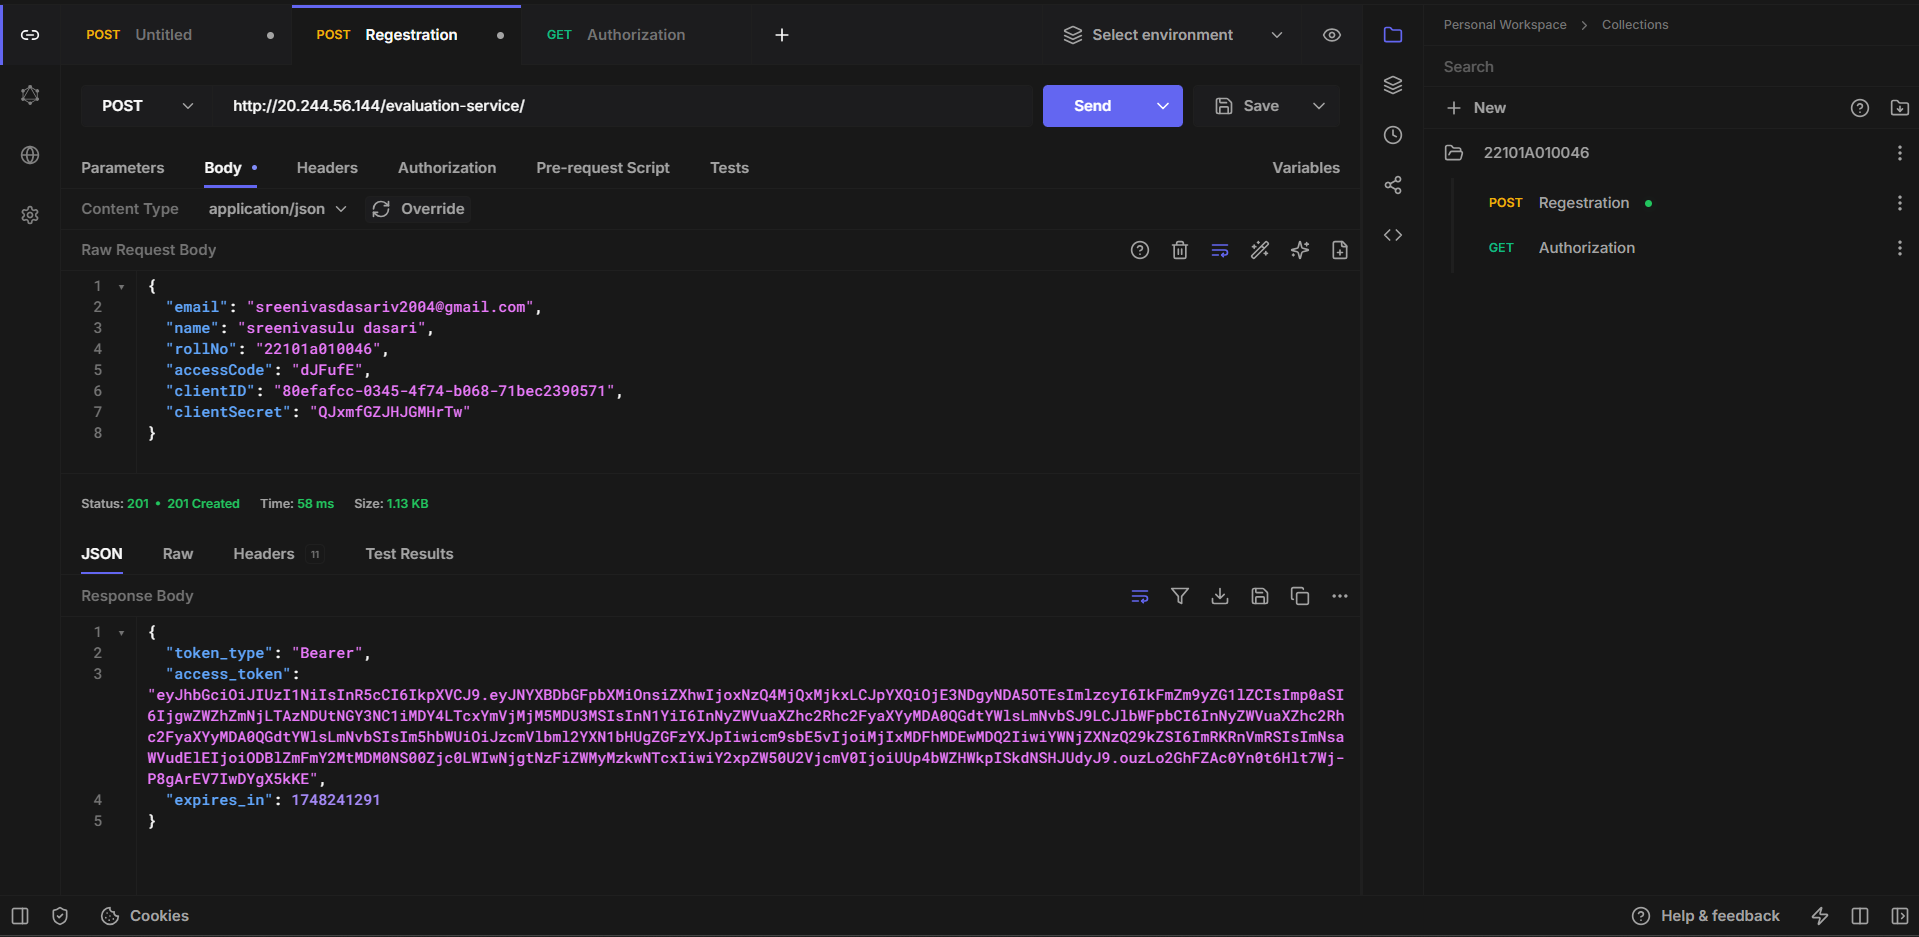 POST Untitled
POST Regestration
GET Authorization
Select environment
Personal Workspace > Collections
Search
New
22101A010046
POST Regestration
GET Authorization
POST
http://20.244.56.144/evaluation-service/
Send
Save
Parameters
Body
Headers
Authorization
Pre-request Script
Tests
Variables
Content Type application/json Override
Raw Request Body
1 {
2 "email": "sreenivasdasariv2004@gmail.com",
3 "name": "sreenivasulu dasari",
4 "rollNo": "22101a010046",
5 "accessCode": "dJFufE",
6 "clientID": "80efafcc-0345-4f74-b068-71bec2390571",
7 "clientSecret": "QJxmfGZJHJGMHrTw"
8 }
Status: 201 • 201 Created Time: 58 ms Size: 1.13 KB
JSON
Raw
Headers 11
Test Results
Response Body
1 {
2 "token_type": "Bearer",
3 "access_token":
"eyJhbGciOiJIUzI1NiIsInR5cCI6IkpXVCJ9.eyJNYXBDbGFpbXMiOnsiZXhwIjoxNzQ4MjQxMjkxLCJpYXQiOjE3NDgyNDA5OTEsImlzcyI6IkFmZm9yZG1lZCIsImp0aSI
6IjgwZWZhZmNjLTAzNDUtNGY3NC1iMDY4LTcxYmVjMjM5MDU3MSIsInN1YiI6InNyZWVuaXZhc2Rhc2FyaXYyMDA0QGdtYWlsLmNvbSJ9LCJlbWFpbCI6InNyZWVuaXZhc2Rh
c2FyaXYyMDA0QGdtYWlsLmNvbSIsIm5hbWUiOiJzcmVlbml2YXN1bHUgZGFzYXJpIiwicm9sbE5vIjoiMjIxMDFhMDEwMDQ2IiwiYWNjZXNzQ29kZSI6ImRKRnVmRSIsImNsa
WVudElEIjoiODBlZmFmY2MtMDM0NS00Zjc0LWIwNjgtNzFiZWMyMzkwNTcxIiwiY2xpZW50U2VjcmV0IjoiUUp4bWZHWkpISkdNSHJUdyJ9.ouzLo2GhFZAc0Yn0t6Hlt7Wj-
P8gArEV7IwDYgX5kKE",
4 "expires_in": 1748241291
5 }
Cookies
Help & feedback